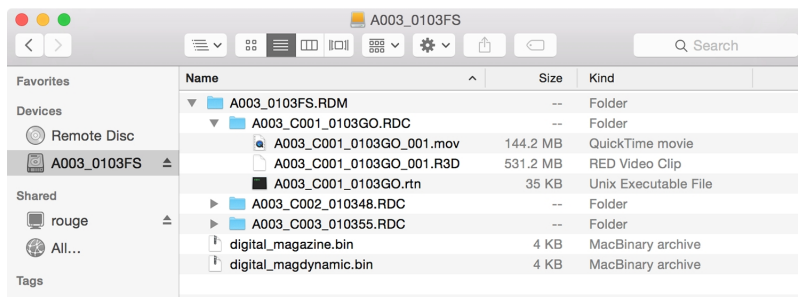 A003_0103FS
Search
Favorites
Devices
Remote Disc
A003_0103FS
Shared
rouge
All...
Tags
Name Size Kind
A003_0103FS.RDM -- Folder
A003_C001_0103GO.RDC -- Folder
A003_C001_0103GO_001.mov 144.2 MB QuickTime movie
A003_C001_0103GO_001.R3D 531.2 MB RED Video Clip
A003_C001_0103GO.rtn 35 KB Unix Executable File
A003_C002_010348.RDC -- Folder
A003_C003_010355.RDC -- Folder
digital_magazine.bin 4 KB MacBinary archive
digital_magdynamic.bin 4 KB MacBinary archive